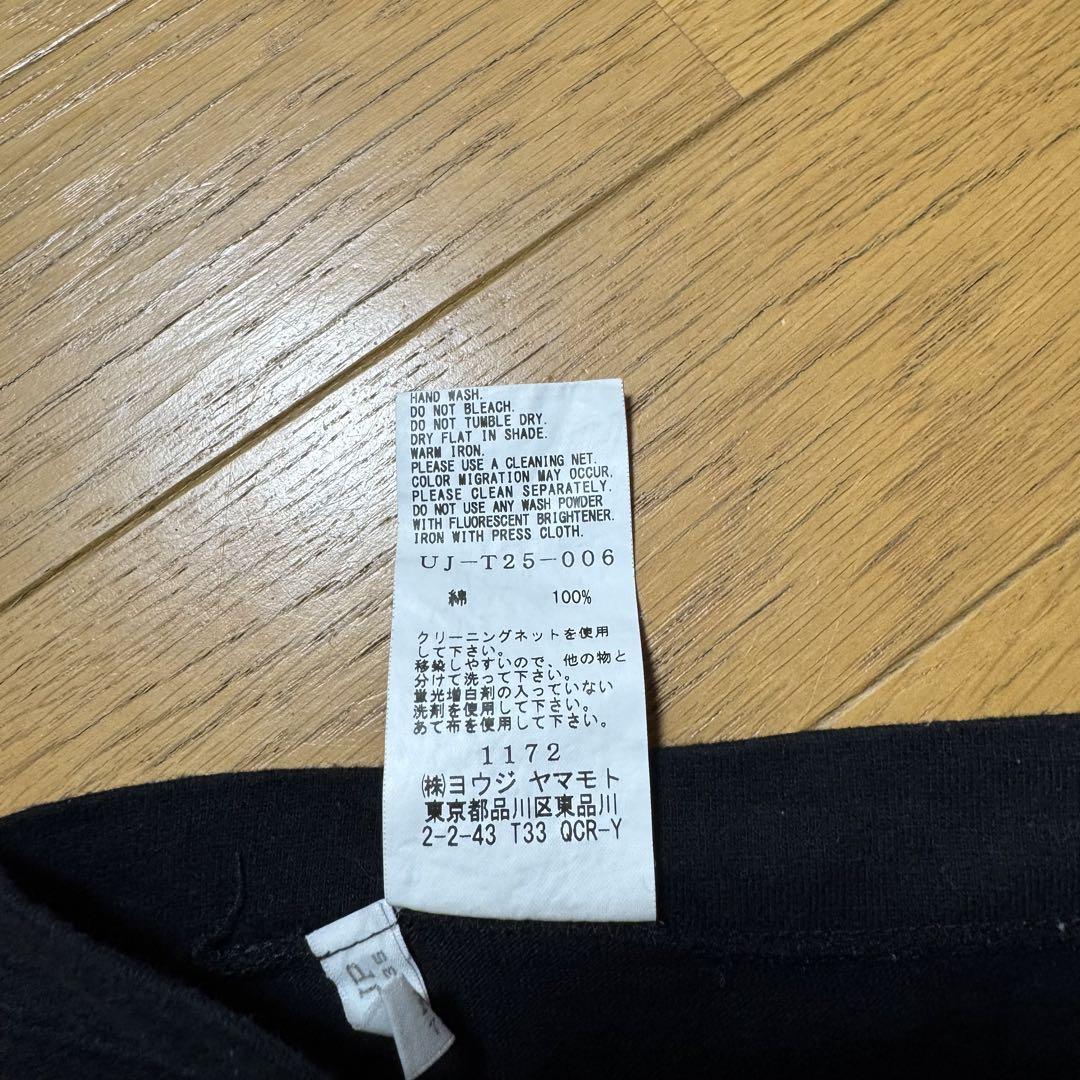 HAND WASH.
DO NOT BLEACH.
DO NOT TUMBLE DRY.
DRY FLAT IN SHADE.
WARM IRON.
PLEASE USE A CLEANING NET.
COLOR MIGRATION MAY OCCUR.
PLEASE CLEAN SEPARATELY.
DO NOT USE ANY WASH POWDER
WITH FLUORESCENT BRIGHTENER.
IRON WITH PRESS CLOTH.
UJ-T25-006
綿 100%
クリーニングネットを使用
して下さい。
移染しやすいので、他の物と
分けて洗って下さい。
蛍光増白剤の入っていない
洗剤を使用して下さい。
あて布を使用して下さい。
1172
㈱ヨウジ ヤマモト
東京都品川区東品川
2-2-43 T33 QCR-Y